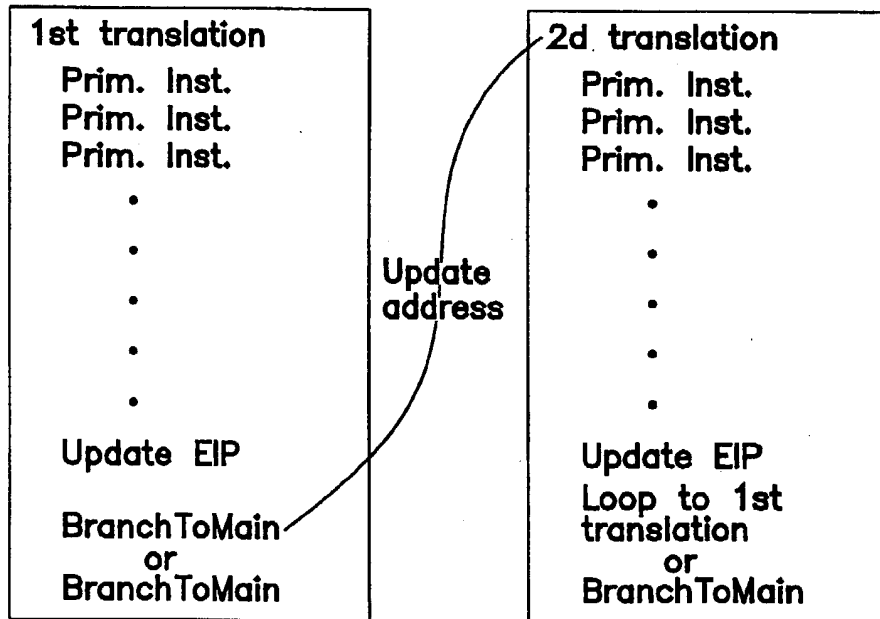 1st translation
Prim. Inst.
Prim. Inst.
Prim. Inst.
Update EIP
BranchToMain
or
BranchToMain
Update
address
2d translation
Prim. Inst.
Prim. Inst.
Prim. Inst.
Update EIP
Loop to 1st
translation
or
BranchToMain